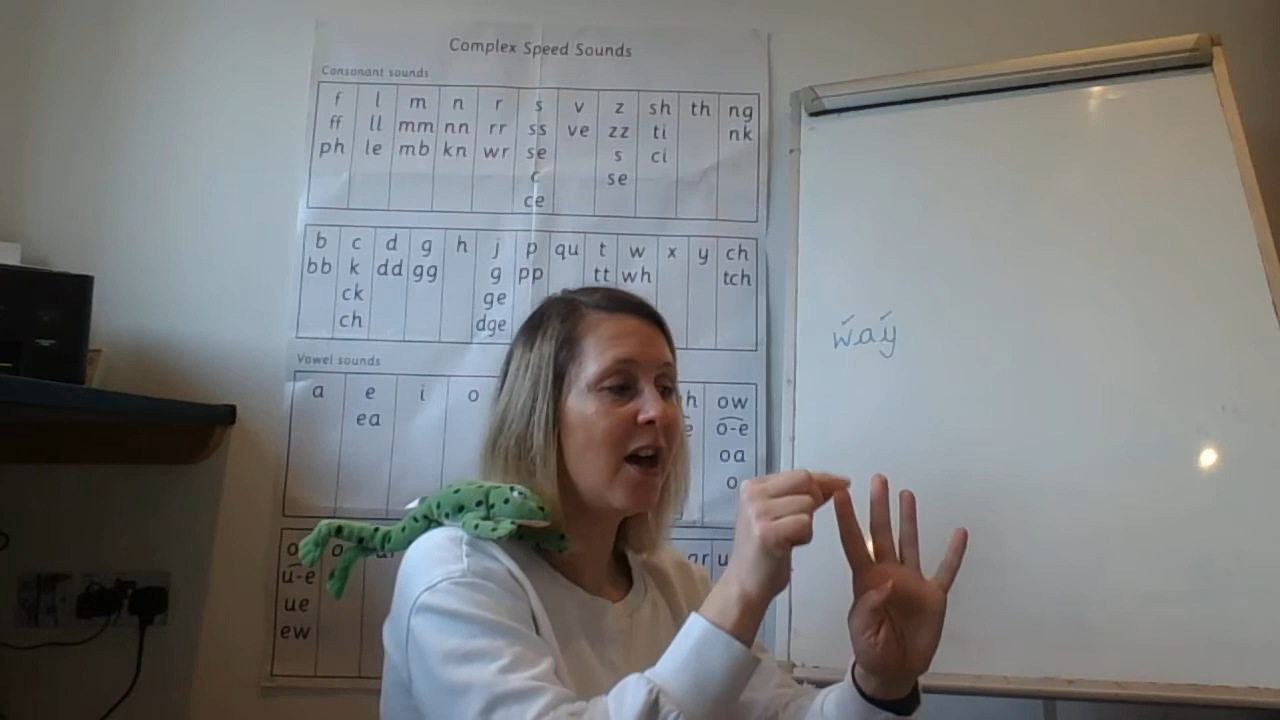 Complex Speed Sounds
Consonant sounds
f l m n r s v z sh th ng
ff ll mm nn rr ss ve zz ti nk
ph le mb kn wr se s ci
c se
ce
b c d g h j p qu t w x y ch
bb k dd gg g pp tt wh tch
ck ge
ch dge
Vowel sounds
a e i o ow
ea o-e
oa
o
u-e
ue
ew
way